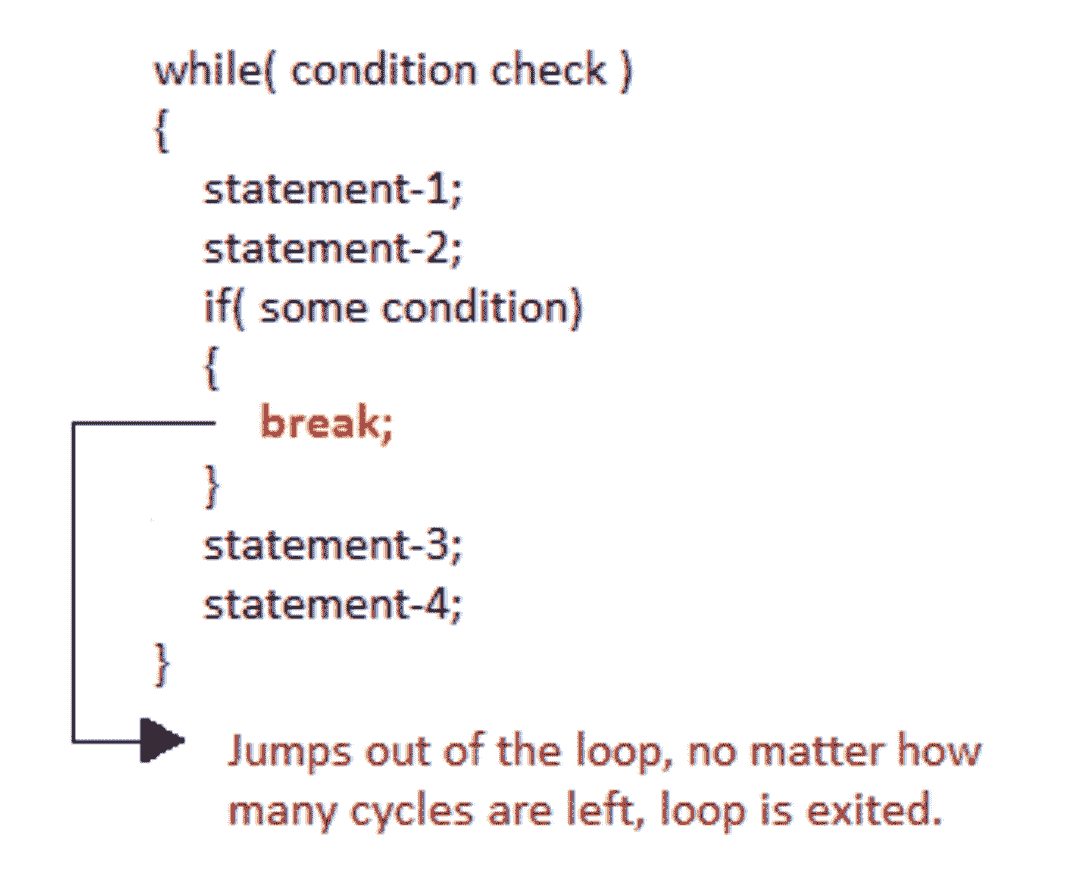 while( condition check )
{
statement-1;
statement-2;
if( some condition)
{
break;
}
statement-3;
statement-4;
}
Jumps out of the loop, no matter how
many cycles are left, loop is exited.